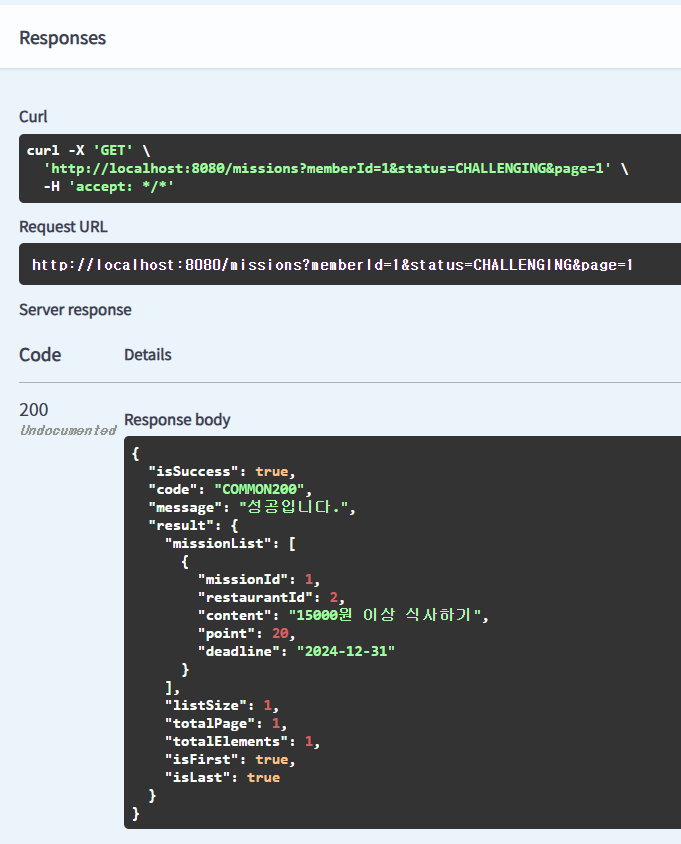 Responses
Curl
curl -X 'GET' \
  'http://localhost:8080/missions?memberId=1&status=CHALLENGING&page=1' \
  -H 'accept: */*'
Request URL
http://localhost:8080/missions?memberId=1&status=CHALLENGING&page=1
Server response
Code Details
200
Undocumented
Response body
{
  "isSuccess": true,
  "code": "COMMON200",
  "message": "성공입니다.",
  "result": {
    "missionList": [
      {
        "missionId": 1,
        "restaurantId": 2,
        "content": "15000원 이상 식사하기",
        "point": 20,
        "deadline": "2024-12-31"
      }
    ],
    "listSize": 1,
    "totalPage": 1,
    "totalElements": 1,
    "isFirst": true,
    "isLast": true
  }
}